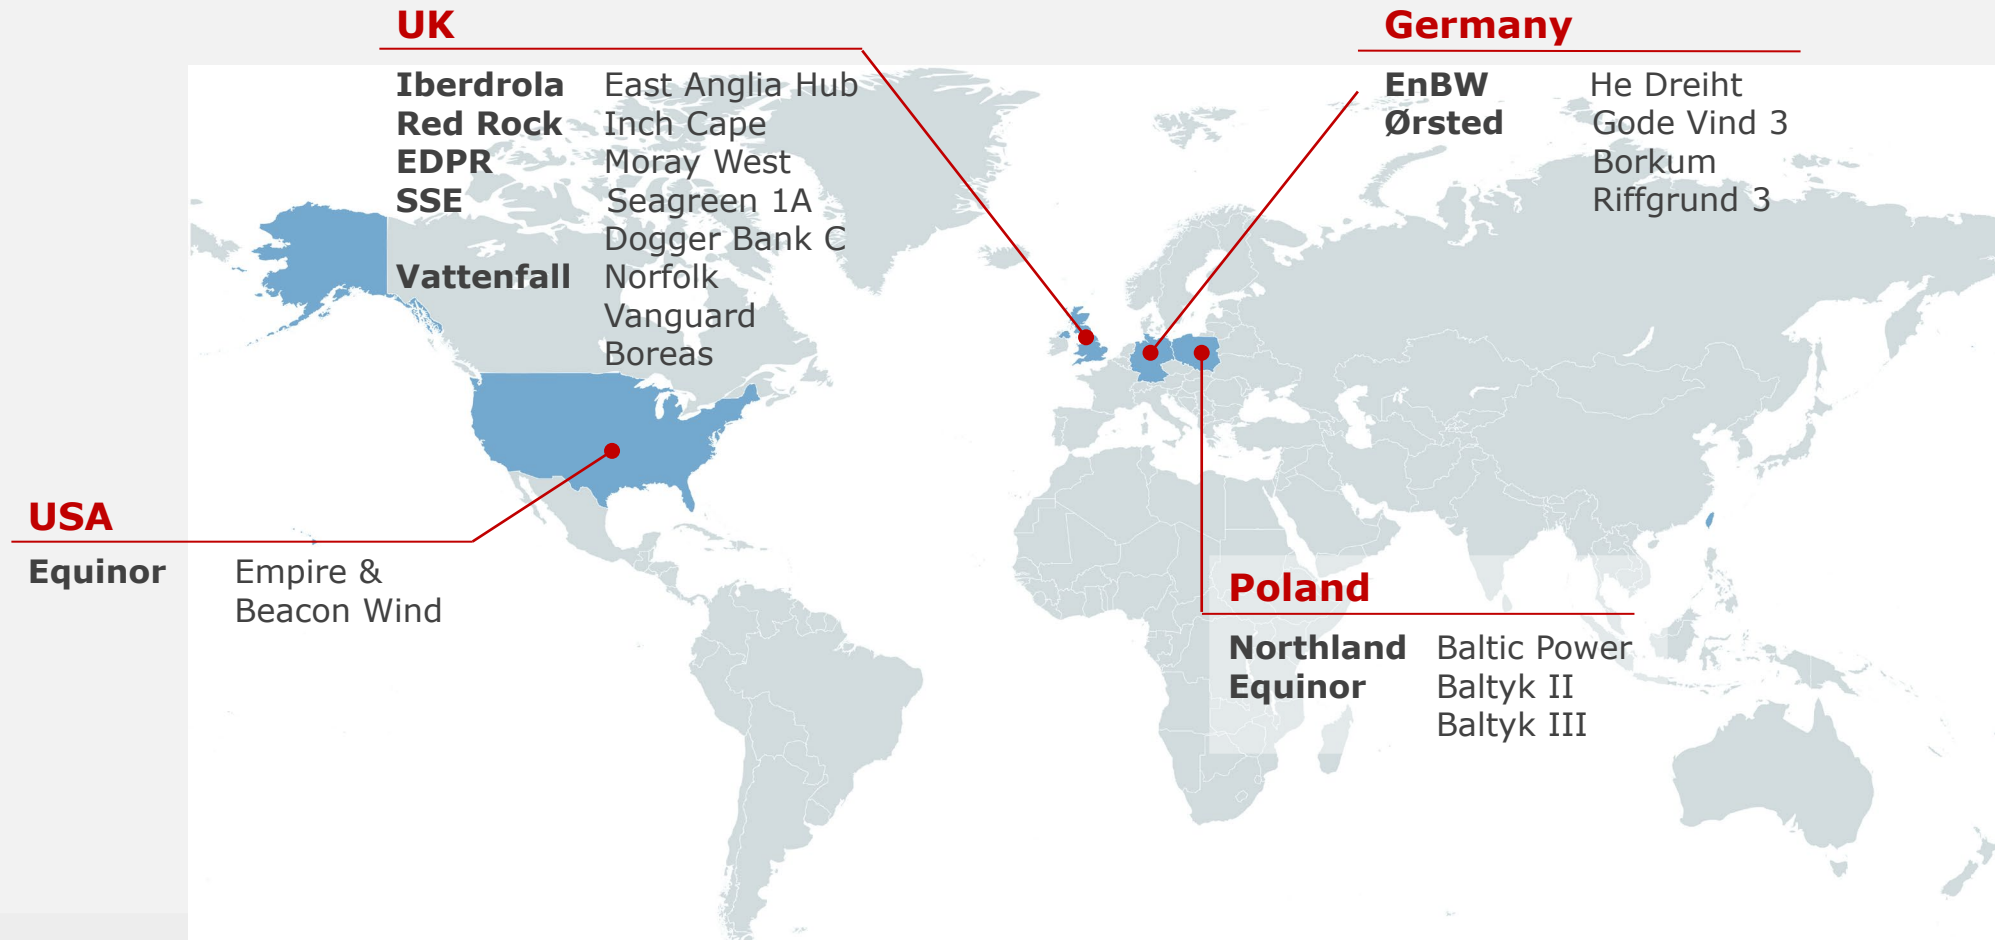 UK
Iberdrola East Anglia Hub
Red Rock Inch Cape
EDPR Moray West
SSE Seagreen 1A
Dogger Bank C
Vattenfall Norfolk
Vanguard
Boreas
Germany
EnBW He Dreiht
Ørsted Gode Vind 3
Borkum
Riffgrund 3
USA
Equinor Empire &
Beacon Wind
Poland
Northland Baltic Power
Equinor Baltyk II
Baltyk III